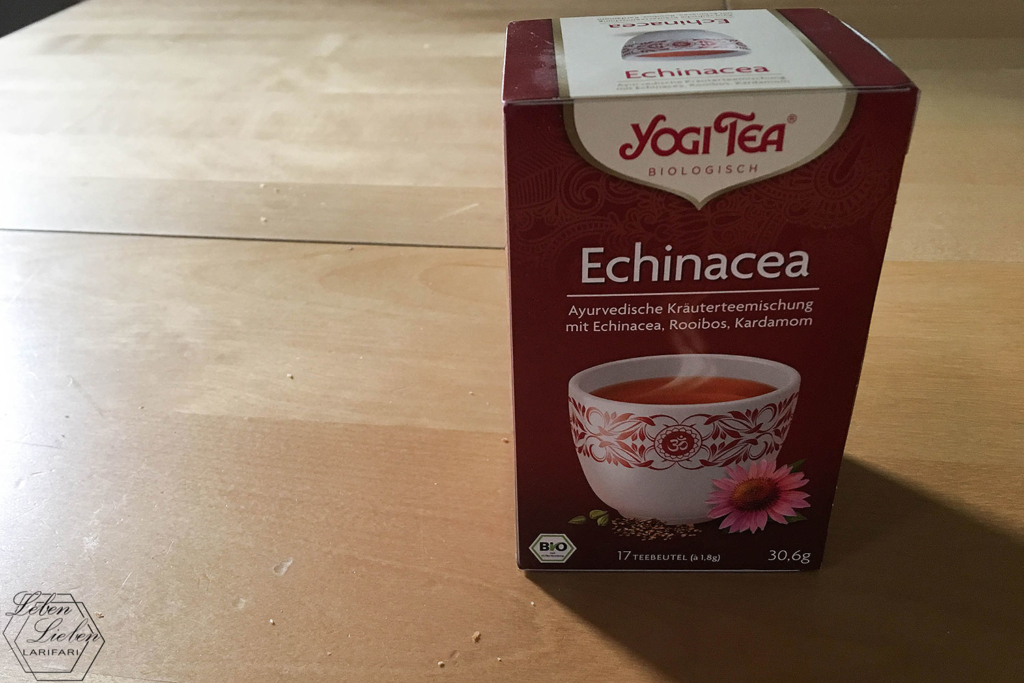 Echinacea
Echinacea
YOGI TEA®
BIOLOGISCH
Echinacea
Ayurvedische Kräuterteemischung
mit Echinacea, Rooibos, Kardamom
ॐ
BIO
17 TEEBEUTEL (à 1,8g)
30,6g
Leben
Lieben
LARIFARI